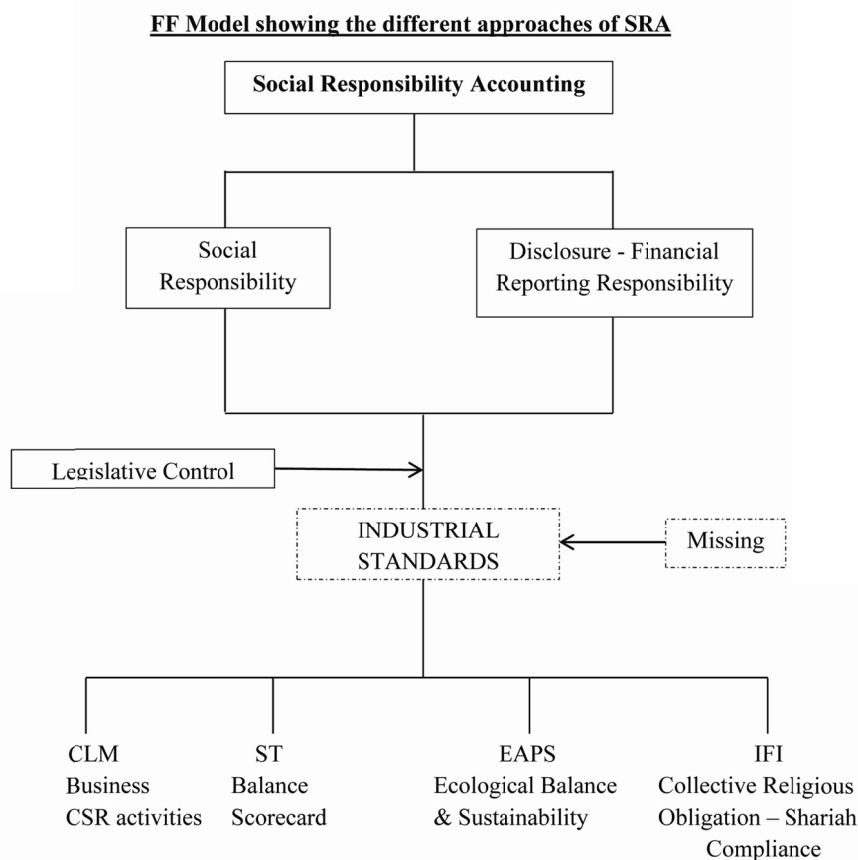 FF Model showing the different approaches of SRA
Social Responsibility Accounting
Social
Responsibility
Disclosure - Financial
Reporting Responsibility
Legislative Control
INDUSTRIAL
STANDARDS
Missing
CLM
Business
CSR activities
ST
Balance
Scorecard
EAPS
Ecological Balance
& Sustainability
IFI
Collective Religious
Obligation – Shariah
Compliance